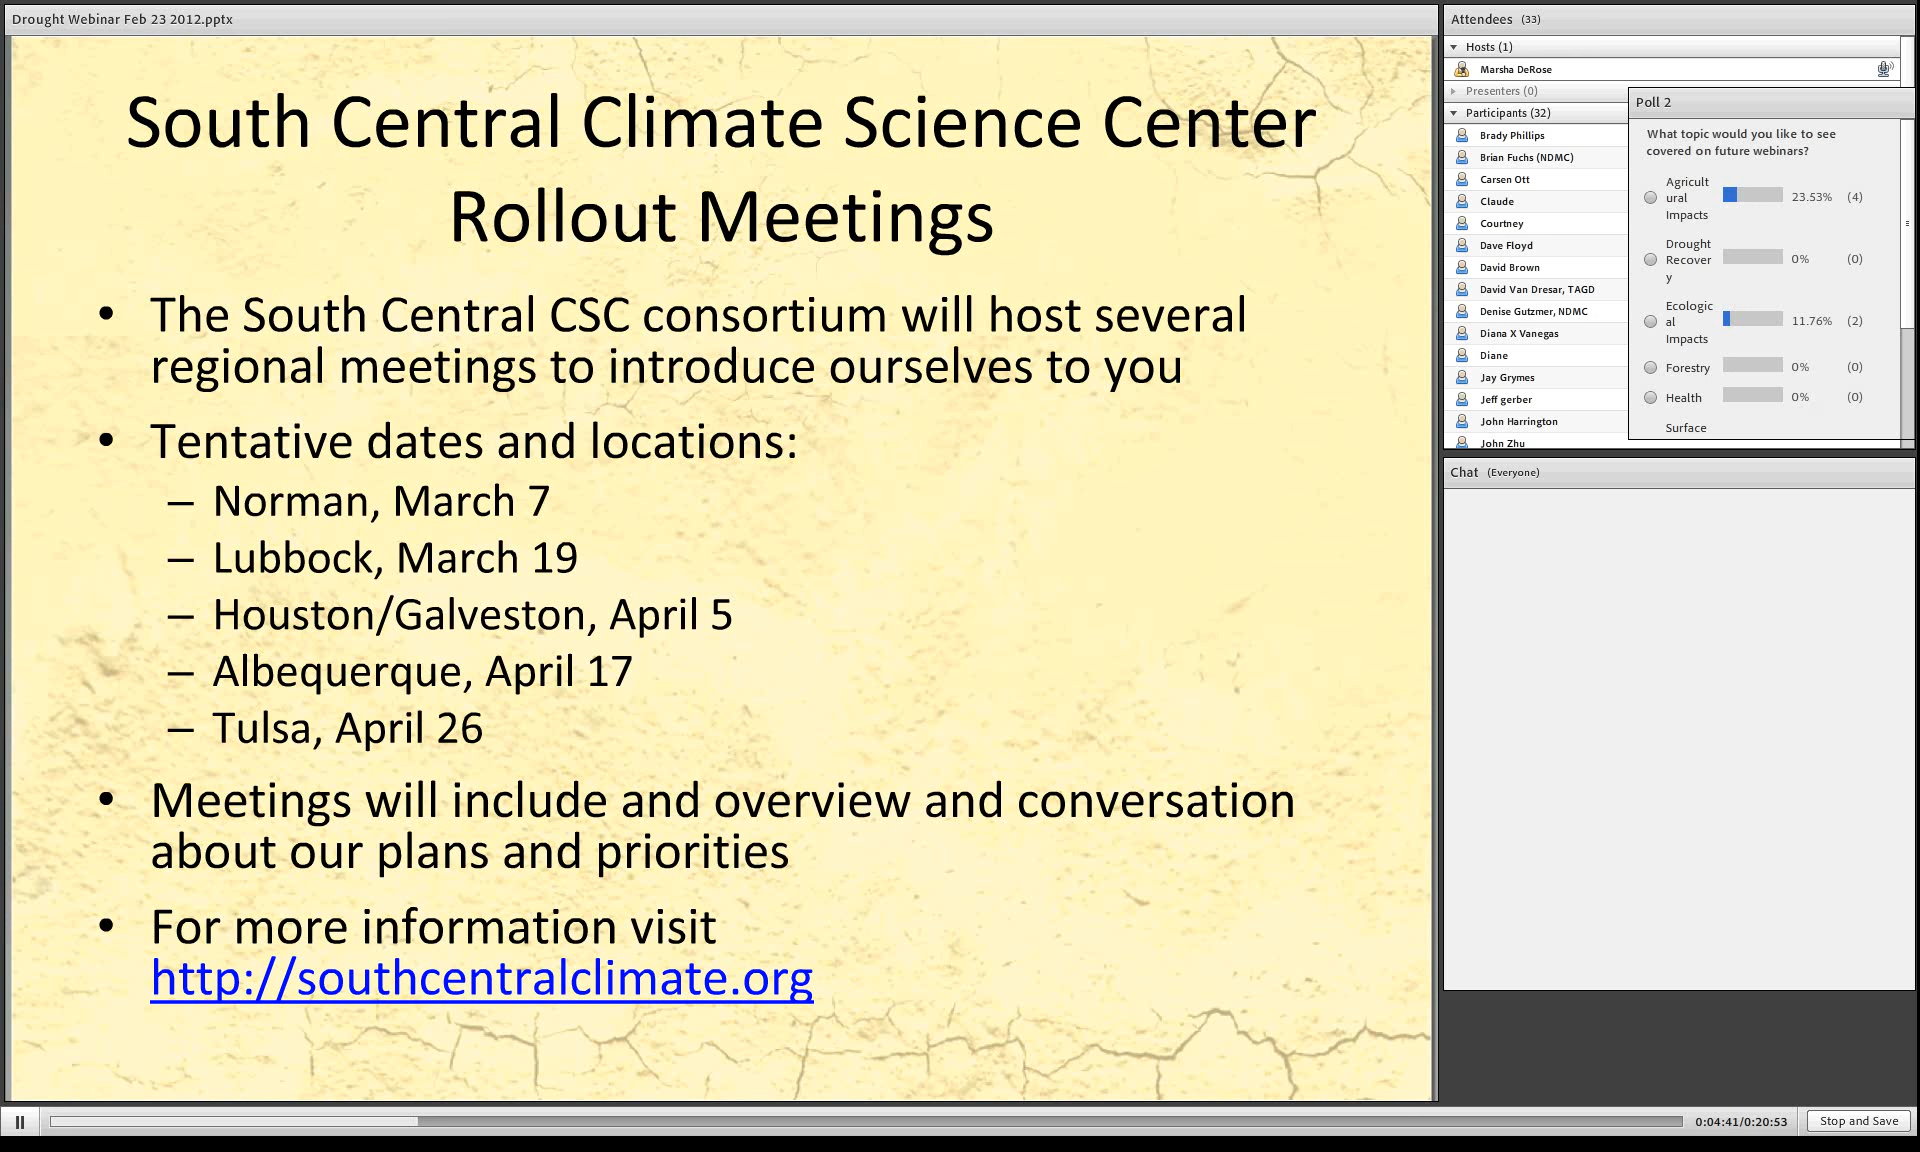 Drought Webinar Feb 23 2012.pptx
South Central Climate Science Center
Rollout Meetings
• The South Central CSC consortium will host several
regional meetings to introduce ourselves to you
• Tentative dates and locations:
– Norman, March 7
– Lubbock, March 19
– Houston/Galveston, April 5
– Albequerque, April 17
– Tulsa, April 26
• Meetings will include and overview and conversation
about our plans and priorities
• For more information visit
http://southcentralclimate.org
Attendees (33)
Hosts (1)
Marsha DeRose
Presenters (0)
Participants (32)
Brady Phillips
Brian Fuchs (NDMC)
Carsen Ott
Claude
Courtney
Dave Floyd
David Brown
David Van Dresar, TAGD
Denise Gutzmer, NDMC
Diana X Vanegas
Diane
Jay Grymes
Jeff gerber
John Harrington
John Zhu
Poll 2
What topic would you like to see
covered on future webinars?
Agricult
ural
Impacts
23.53% (4)
Drought
Recover
y
0% (0)
Ecologic
al
Impacts
11.76% (2)
Forestry 0% (0)
Health 0% (0)
Surface
Chat (Everyone)
0:04:41/0:20:53
Stop and Save